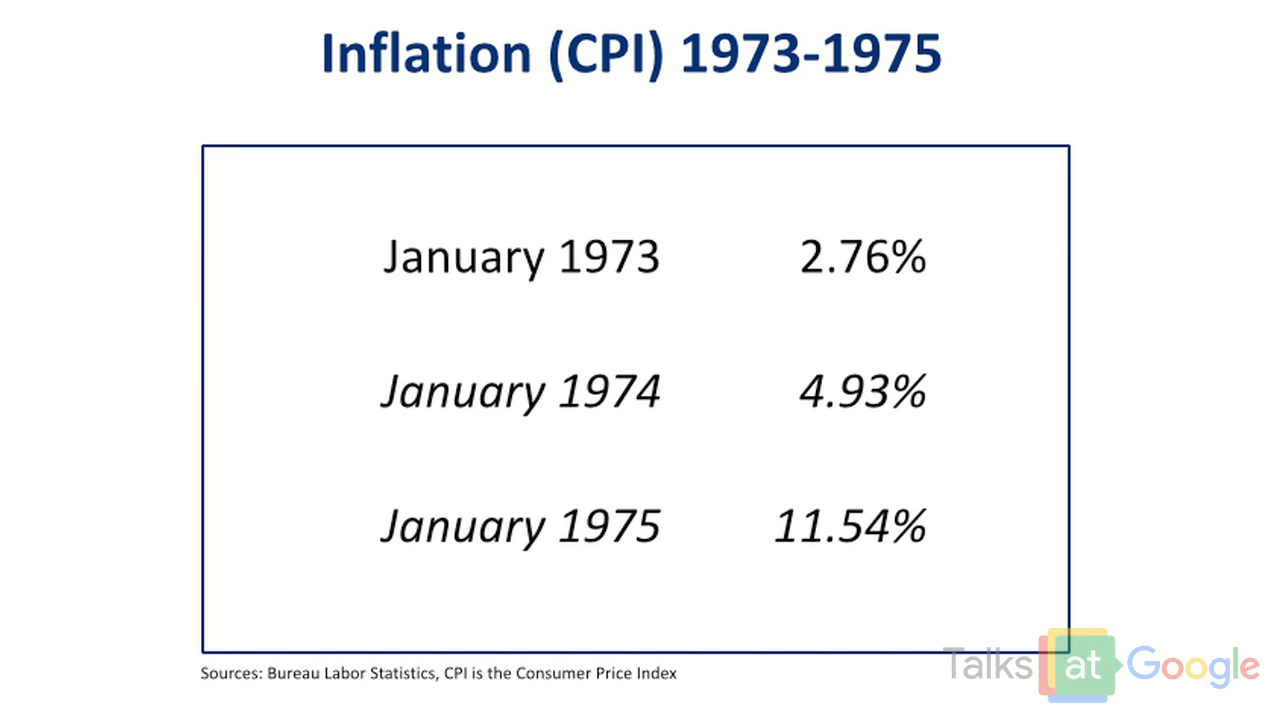 Inflation (CPI) 1973-1975
January 1973 2.76%
January 1974 4.93%
January 1975 11.54%
Sources: Bureau Labor Statistics, CPI is the Consumer Price Index
Talks at Google